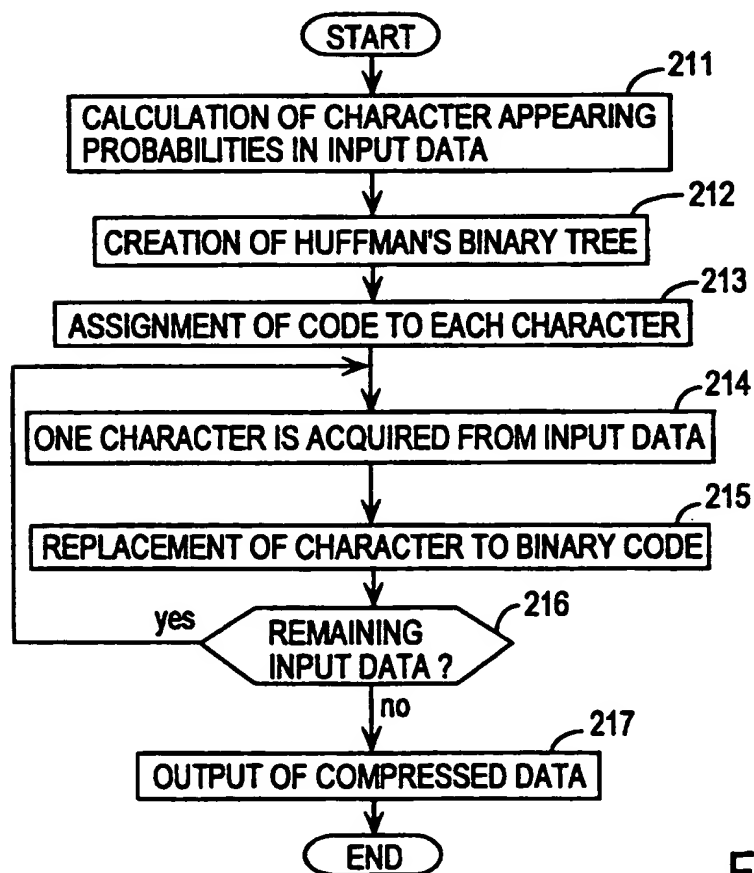 START
211
CALCULATION OF CHARACTER APPEARING
PROBABILITIES IN INPUT DATA
212
CREATION OF HUFFMAN'S BINARY TREE
213
ASSIGNMENT OF CODE TO EACH CHARACTER
214
ONE CHARACTER IS ACQUIRED FROM INPUT DATA
215
REPLACEMENT OF CHARACTER TO BINARY CODE
216
yes
REMAINING
INPUT DATA ?
no
217
OUTPUT OF COMPRESSED DATA
END